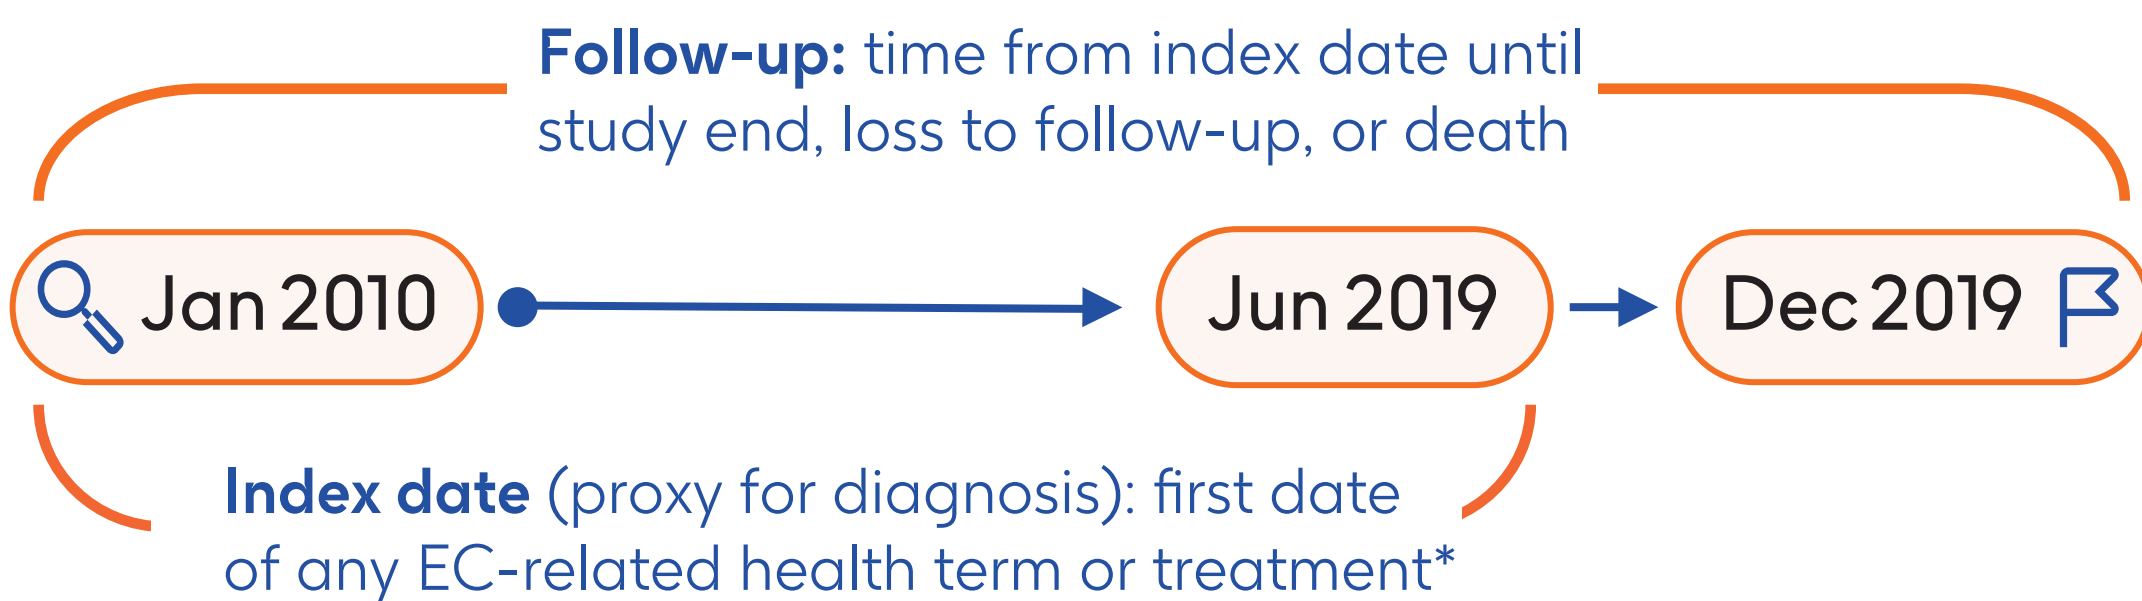 Follow-up: time from index date until
study end, loss to follow-up, or death
Jan 2010
Jun 2019
Dec 2019
Index date (proxy for diagnosis): first date
of any EC-related health term or treatment*